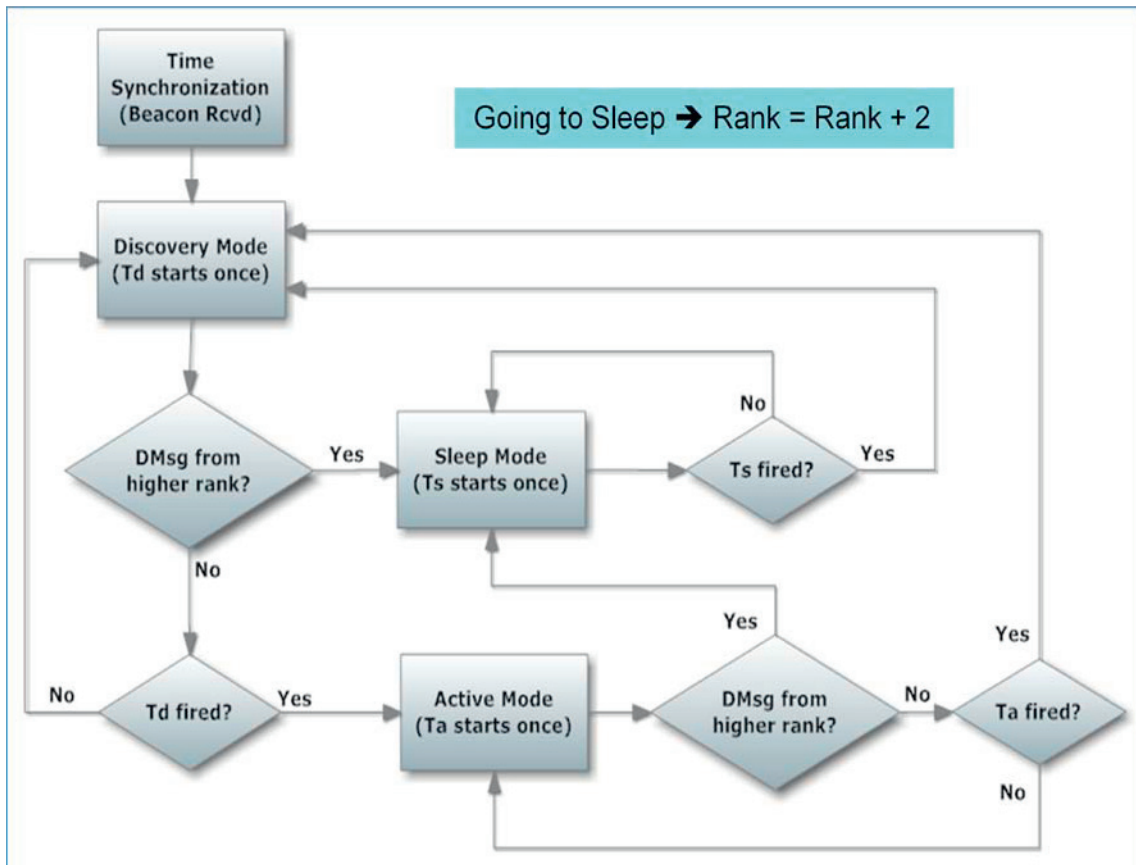 Time
Synchronization
(Beacon Rcvd)
Going to Sleep ➔ Rank = Rank + 2
Discovery Mode
(Td starts once)
No
DMsg from
higher rank?
Yes
Sleep Mode
(Ts starts once)
Ts fired?
Yes
No
Yes
Yes
No
Td fired?
Yes
Active Mode
(Ta starts once)
DMsg from
higher rank?
No
Ta fired?
No